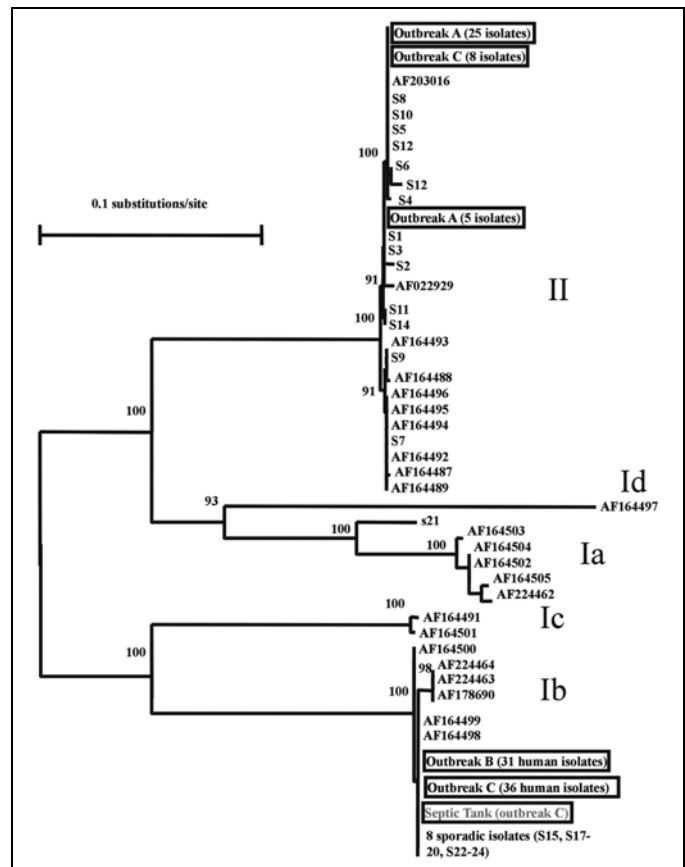 Outbreak A (25 isolates)
Outbreak C (8 isolates)
AF203016
S8
S10
S5
S12
100
S6
S12
S4
0.1 substitutions/site
Outbreak A (5 isolates)
S1
S3
S2
91
AF022929
II
S11
100
S14
AF164493
S9
AF164488
91
AF164496
AF164495
100
AF164494
S7
AF164492
AF164487
AF164489
Id
93
AF164497
s21
100
AF164503
100
AF164504
AF164502
Ia
AF164505
AF224462
100
AF164491
Ic
AF164501
100
AF164500
98
AF224464
AF224463
100
AF178690
Ib
AF164499
AF164498
Outbreak B (31 human isolates)
Outbreak C (36 human isolates)
Septic Tank (outbreak C)
8 sporadic isolates (S15, S17-
20, S22-24)